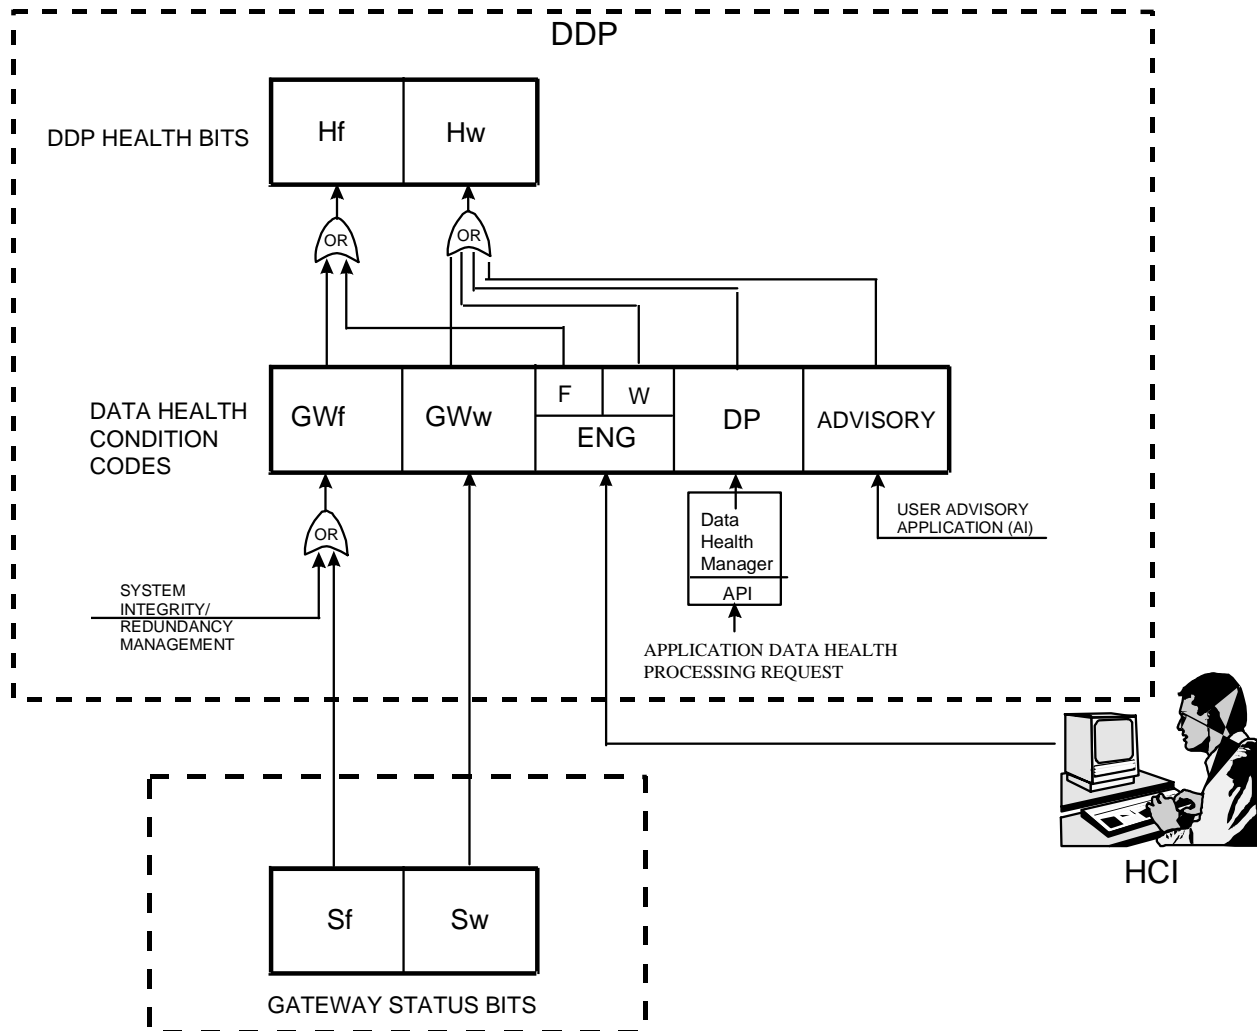 DDP
DDP HEALTH BITS
Hf
Hw
OR
OR
DATA HEALTH
CONDITION
CODES
GWf
GWw
F
W
ENG
DP
ADVISORY
OR
Data
Health
Manager
API
USER ADVISORY
APPLICATION (AI)
SYSTEM
INTEGRITY/
REDUNDANCY
MANAGEMENT
APPLICATION DATA HEALTH
PROCESSING REQUEST
HCI
Sf
Sw
GATEWAY STATUS BITS